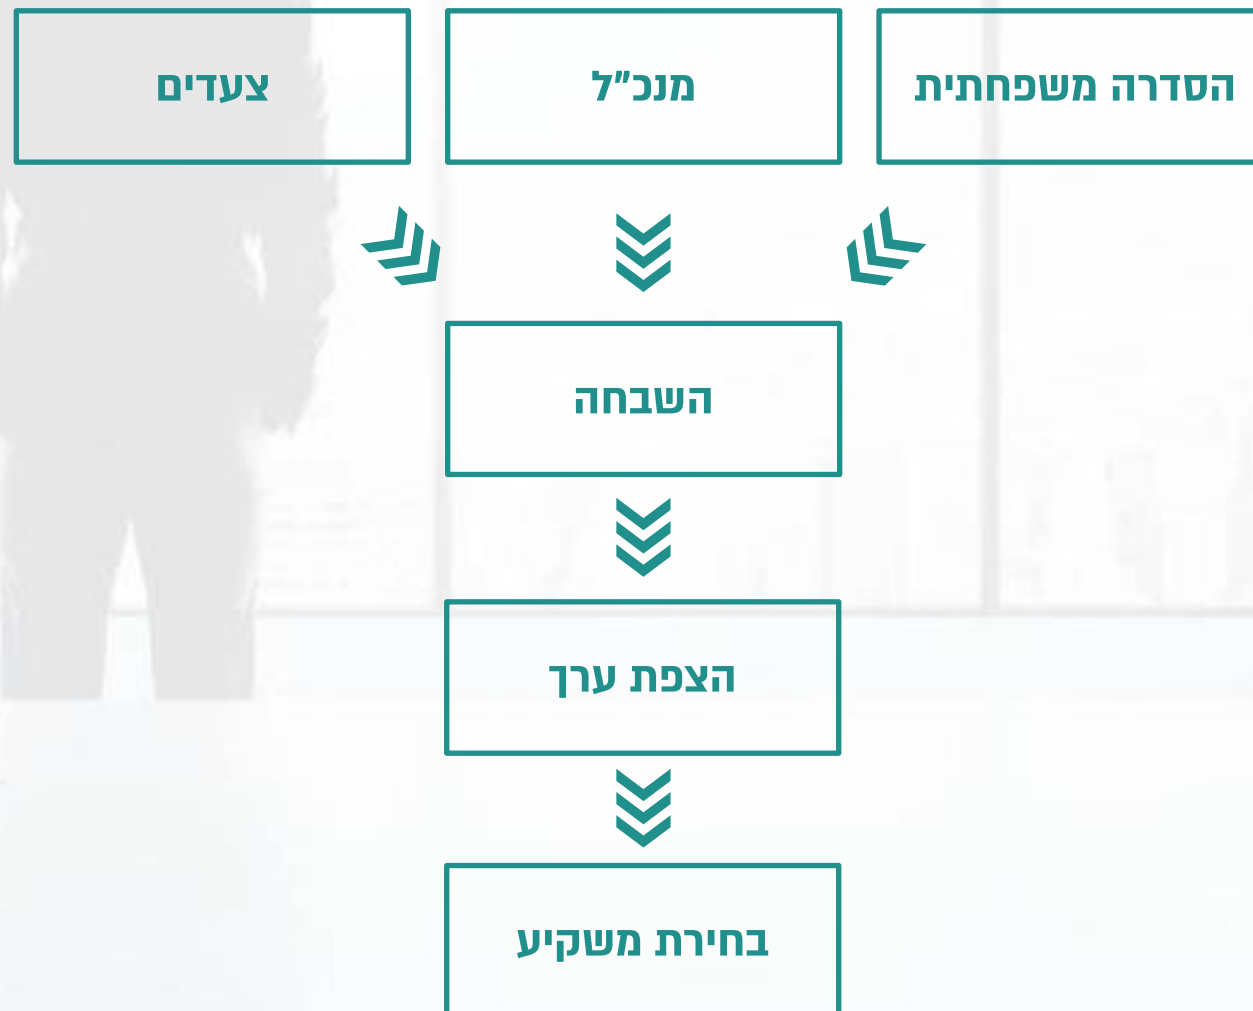 הסדרה משפחתית
מנכ"ל
צעדים
השבחה
הצפת ערך
בחירת משקיע